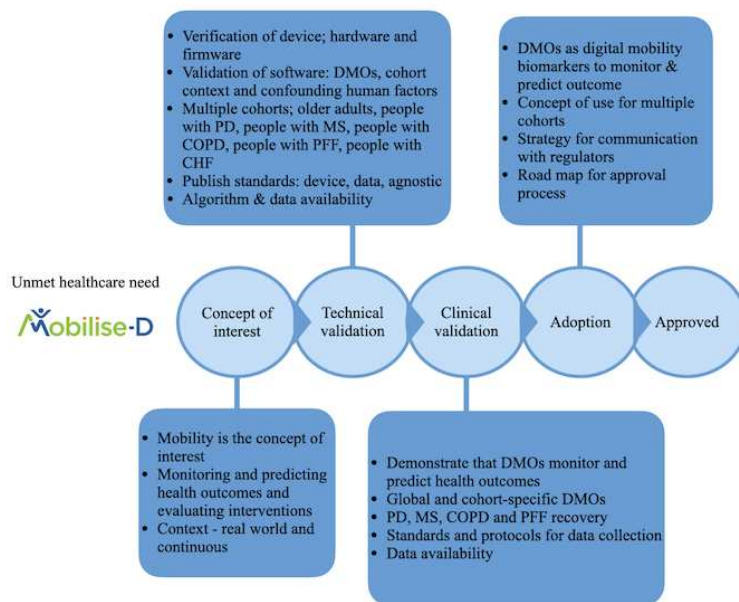 • Verification of device; hardware and
firmware
• Validation of software: DMOs, cohort
context and confounding human factors
• Multiple cohorts; older adults, people
with PD, people with MS, people with
COPD, people with PFF, people with
CHF
• Publish standards: device, data, agnostic
• Algorithm & data availability
• DMOs as digital mobility
biomarkers to monitor &
predict outcome
• Concept of use for multiple
cohorts
• Strategy for communication
with regulators
• Road map for approval
process
Unmet healthcare need
Mobilise-D
Concept of
interest
Technical
validation
Clinical
validation
Adoption
Approved
• Mobility is the concept of
interest
• Monitoring and predicting
health outcomes and
evaluating interventions
• Context - real world and
continuous
• Demonstrate that DMOs monitor and
predict health outcomes
• Global and cohort-specific DMOs
• PD, MS, COPD and PFF recovery
• Standards and protocols for data collection
• Data availability